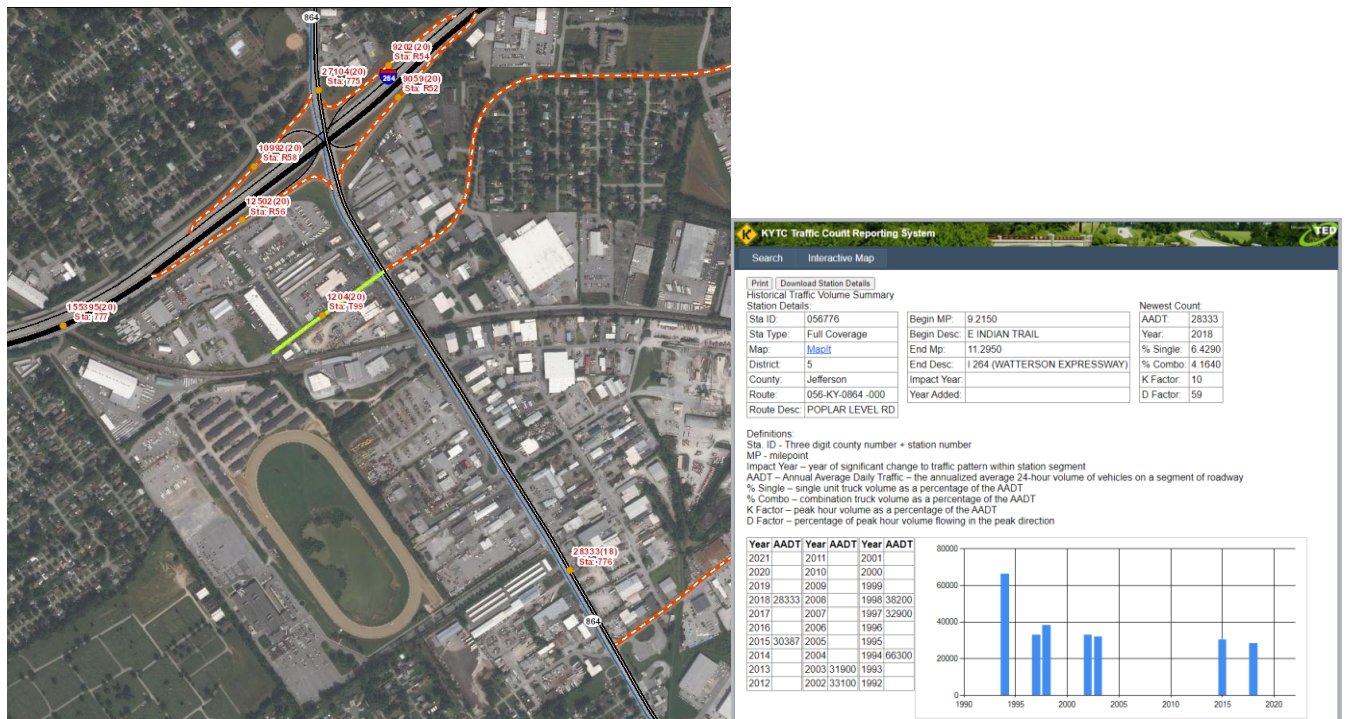 864
9202(20)
Sta: R54
27104(20)
Sta: 775
264
9059(20)
Sta: R52
10992(20)
Sta: R58
12502(20)
Sta: R56
1204(20)
Sta: T99
155395(20)
Sta: 777
28333(18)
Sta: 776
864
KYTC Traffic Count Reporting System
TED
Search Interactive Map
Print Download Station Details
Historical Traffic Volume Summary
Station Details: Newest Count:
Sta ID: 056776 Begin MP: 9.2150 AADT: 28333
Sta Type: Full Coverage Begin Desc: E INDIAN TRAIL Year: 2018
Map: MapIt End Mp: 11.2950 % Single: 6.4290
District: 5 End Desc: I 264 (WATTERSON EXPRESSWAY) % Combo: 4.1640
County: Jefferson Impact Year: K Factor: 10
Route: 056-KY-0864 -000 Year Added: D Factor: 59
Route Desc: POPLAR LEVEL RD
Definitions:
Sta. ID - Three digit county number + station number
MP - milepoint
Impact Year – year of significant change to traffic pattern within station segment
AADT – Annual Average Daily Traffic – the annualized average 24-hour volume of vehicles on a segment of roadway
% Single – single unit truck volume as a percentage of the AADT
% Combo – combination truck volume as a percentage of the AADT
K Factor – peak hour volume as a percentage of the AADT
D Factor – percentage of peak hour volume flowing in the peak direction
Year AADT Year AADT Year AADT
2021 2011 2001
2020 2010 2000
2019 2009 1999
2018 28333 2008 1998 38200
2017 2007 1997 32900
2016 2006 1996
2015 30387 2005 1995
2014 2004 1994 66300
2013 2003 31900 1993
2012 2002 33100 1992
80000
60000
40000
20000
0
1990 1995 2000 2005 2010 2015 2020